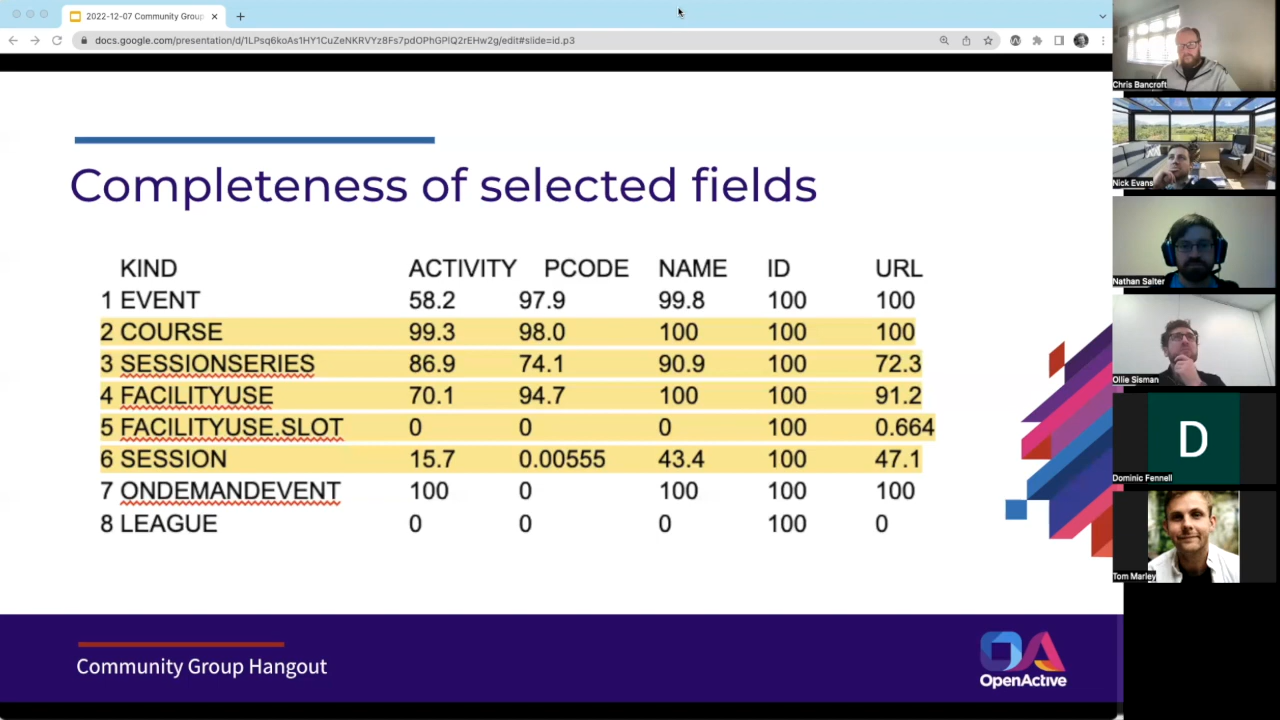 2022-12-07 Community Group
docs.google.com/presentation/d/1LPsq6koAs1HY1CuZeNKRVYz8Fs7pdOPhGPlQ2rEHw2g/edit#slide=id.p3
Completeness of selected fields
KIND ACTIVITY PCODE NAME ID URL
1 EVENT 58.2 97.9 99.8 100 100
2 COURSE 99.3 98.0 100 100 100
3 SESSIONSERIES 86.9 74.1 90.9 100 72.3
4 FACILITYUSE 70.1 94.7 100 100 91.2
5 FACILITYUSE.SLOT 0 0 0 100 0.664
6 SESSION 15.7 0.00555 43.4 100 47.1
7 ONDEMANDEVENT 100 0 100 100 100
8 LEAGUE 0 0 0 100 0
Community Group Hangout
OA
OpenActive
Chris Bancroft
Nick Evans
Nathan Salter
Ollie Sisman
D
Dominic Fennell
Tom Marley